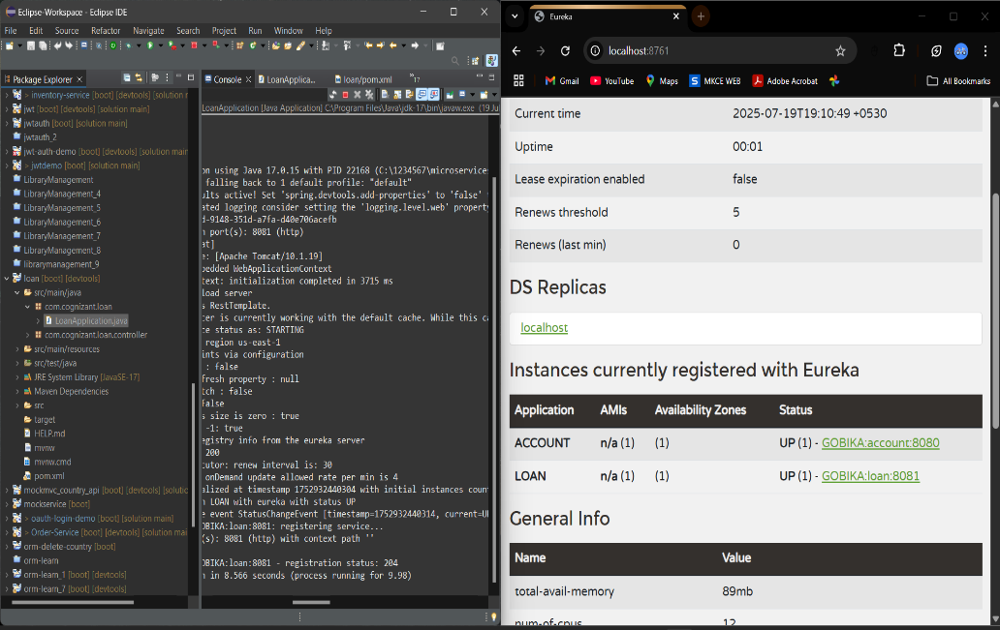 Eclipse-Workspace - Eclipse IDE
File Edit Source Refactor Navigate Search Project Run Window Help
Package Explorer
inventory-service [boot] [devtools] [solution m
jwt [boot] [devtools] [solution main]
jwtauth [boot] [solution main]
jwtauth_2
jwt-auth-demo [boot] [devtools] [solution main
jwtdemo [boot] [solution main]
LibraryManagement
LibraryManagement_4
LibraryManagement_5
LibraryManagement_6
LibraryManagement_7
LibraryManagement_8
librarymanagement_9
loan [boot] [devtools]
src/main/java
com.cognizant.loan
LoanApplication.java
com.cognizant.loan.controller
src/main/resources
src/test/java
JRE System Library [JavaSE-17]
Maven Dependencies
src
target
HELP.md
mvnw
mvnw.cmd
pom.xml
mockmvc_country_api [boot] [devtools] [solutio
mockservice [boot]
oauth-login-demo [boot] [solution main]
Order-Service [boot] [devtools] [solution mai
orm-delete-country [boot]
orm-learn
orm-learn_1 [boot] [devtools]
orm-learn_7 [boot] [devtools]
Console LoanApplica... loan/pom.xml 17
LoanApplication [Java Application] C:\Program Files\Java\jdk-17\bin\javaw.exe (19 Jul
on using Java 17.0.15 with PID 22168 (C:\1234567\microservices
falling back to 1 default profile: "default"
ults active! Set 'spring.devtools.add-properties' to 'false'
ated logging consider setting the 'logging.level.web' property
d-9148-351d-a7fa-d40e706acefb
n port(s): 8081 (http)
at]
e: [Apache Tomcat/10.1.19]
bedded WebApplicationContext
text: initialization completed in 3715 ms
load server
s RestTemplate.
cer is currently working with the default cache. While this ca
ce status as: STARTING
region us-east-1
ints via configuration
: false
fresh property : null
tch : false
false
s size is zero : true
-1: true
egistry info from the eureka server
200
cutor: renew interval is: 30
onDemand update allowed rate per min is 4
alized at timestamp 1752932440304 with initial instances count
n LOAN with eureka with status UP
e event StatusChangeEvent [timestamp=1752932440314, current=UP
OBIKA:loan:8081: registering service...
(s): 8081 (http) with context path ''
OBIKA:loan:8081 - registration status: 204
n in 8.566 seconds (process running for 9.98)
Eureka
localhost:8761
Gmail YouTube Maps MKCE WEB Adobe Acrobat All Bookmarks
Current time 2025-07-19T19:10:49 +0530
Uptime 00:01
Lease expiration enabled false
Renews threshold 5
Renews (last min) 0
DS Replicas
localhost
Instances currently registered with Eureka
Application AMIs Availability Zones Status
ACCOUNT n/a (1) (1) UP (1) - GOBIKA:account:8080
LOAN n/a (1) (1) UP (1) - GOBIKA:loan:8081
General Info
Name Value
total-avail-memory 89mb
num-of-cpus 12